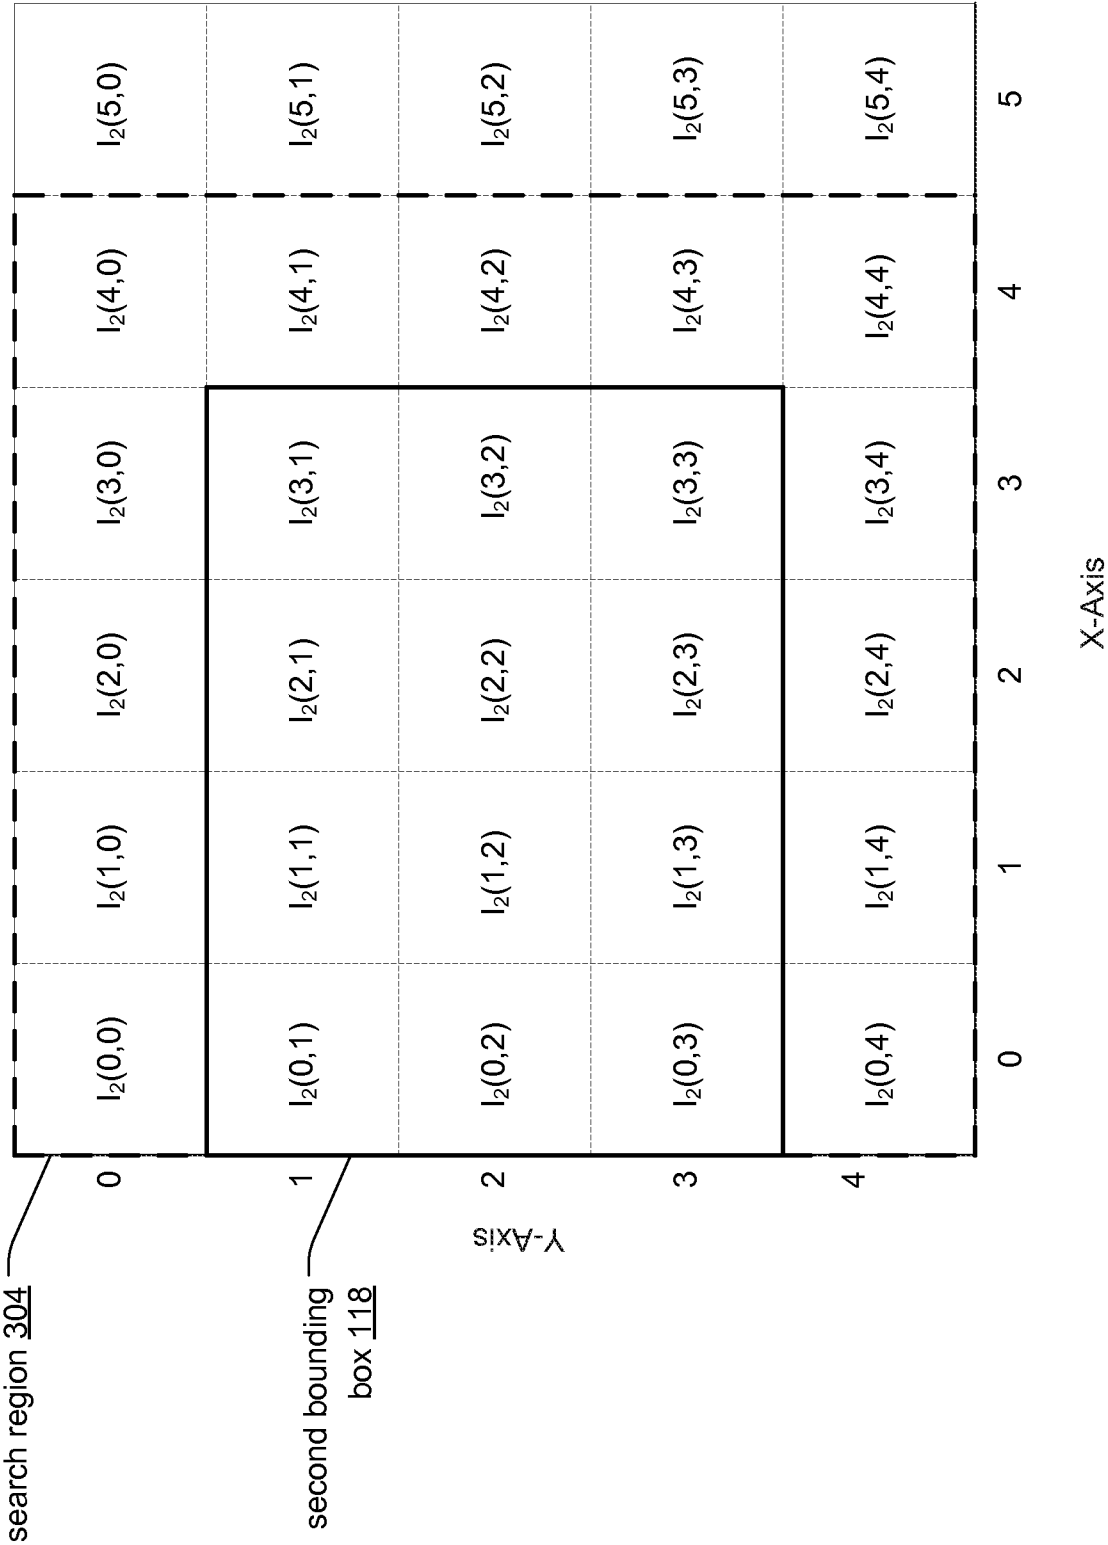 search region 304
second bounding
box 118
Y-Axis
0
I₂(0,0)
I₂(1,0)
I₂(2,0)
I₂(3,0)
I₂(4,0)
I₂(5,0)
1
I₂(0,1)
I₂(1,1)
I₂(2,1)
I₂(3,1)
I₂(4,1)
I₂(5,1)
2
I₂(0,2)
I₂(1,2)
I₂(2,2)
I₂(3,2)
I₂(4,2)
I₂(5,2)
3
I₂(0,3)
I₂(1,3)
I₂(2,3)
I₂(3,3)
I₂(4,3)
I₂(5,3)
4
I₂(0,4)
I₂(1,4)
I₂(2,4)
I₂(3,4)
I₂(4,4)
I₂(5,4)
0
1
2
3
4
5
X-Axis